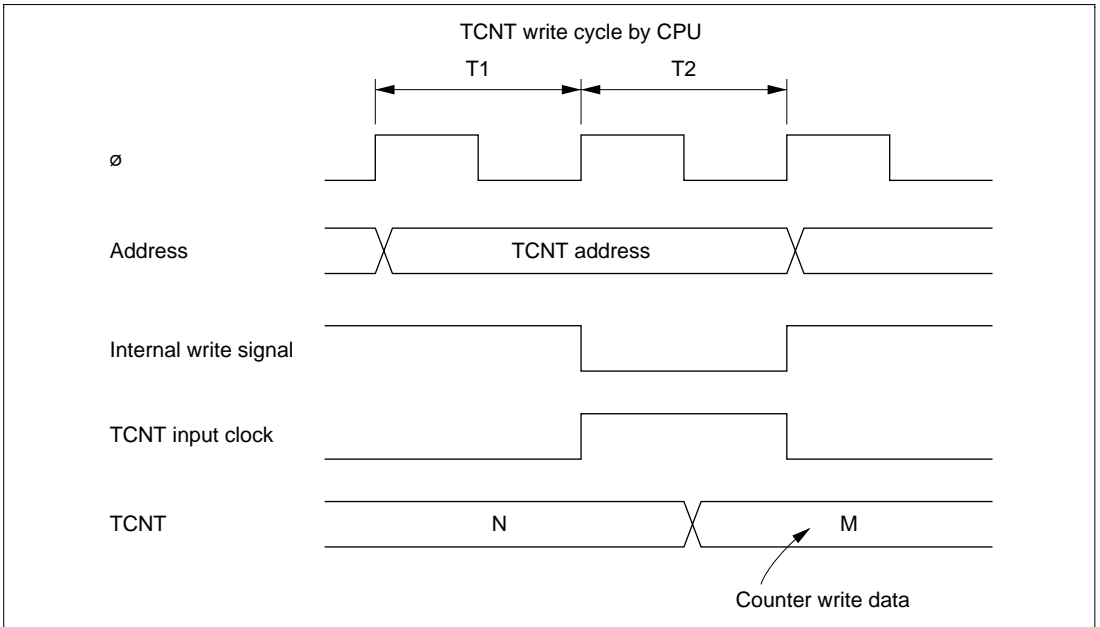 TCNT write cycle by CPU
T1 T2
ø
Address TCNT address
Internal write signal
TCNT input clock
TCNT N M
Counter write data